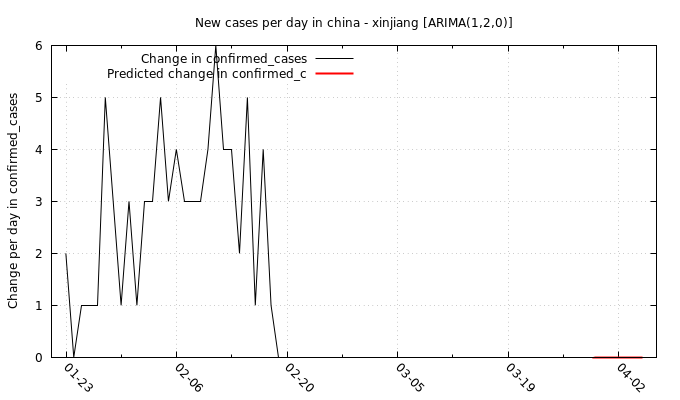 New cases per day in china - xinjiang [ARIMA(1,2,0)]
Change in confirmed_cases
Predicted change in confirmed_c
Change per day in confirmed_cases
6
5
4
3
2
1
0
01-23 02-06 02-20 03-05 03-19 04-02